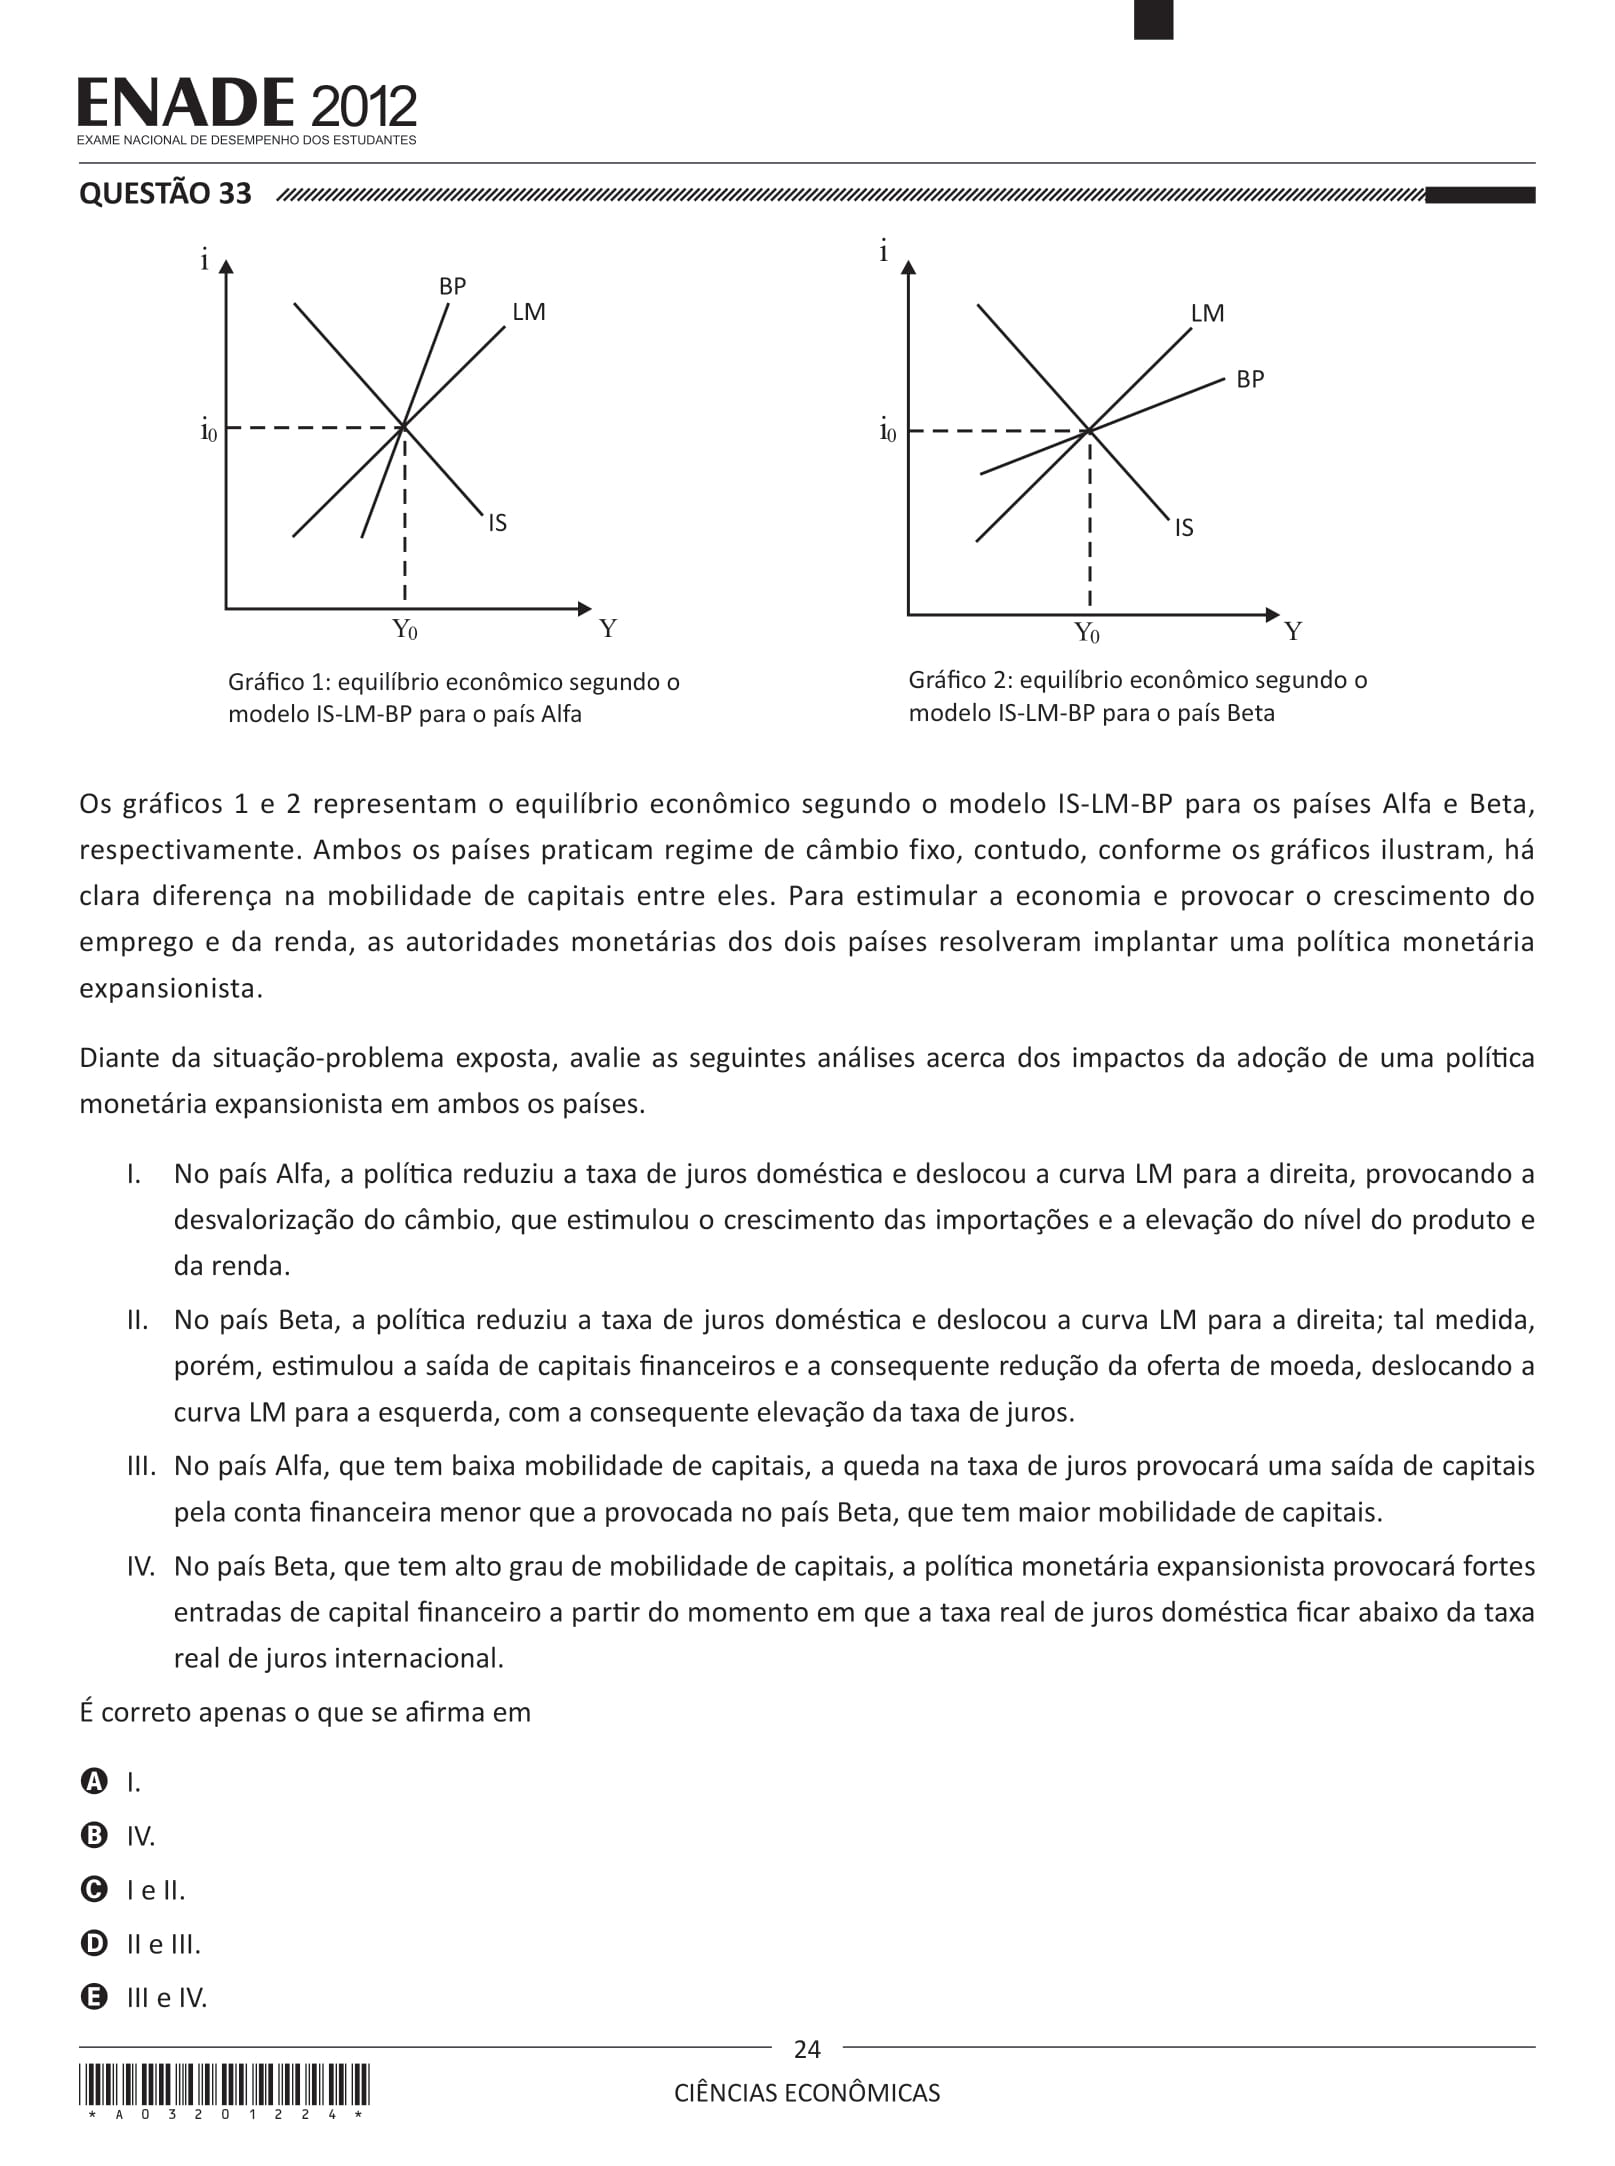 ENADE 2012
EXAME NACIONAL DE DESEMPENHO DOS ESTUDANTES
QUESTÃO 33
i
BP
LM
i0
IS
Y0
Y
Gráfico 1: equilíbrio econômico segundo o
modelo IS-LM-BP para o país Alfa
i
LM
BP
i0
IS
Y0
Y
Gráfico 2: equilíbrio econômico segundo o
modelo IS-LM-BP para o país Beta
Os gráficos 1 e 2 representam o equilíbrio econômico segundo o modelo IS-LM-BP para os países Alfa e Beta,
respectivamente. Ambos os países praticam regime de câmbio fixo, contudo, conforme os gráficos ilustram, há
clara diferença na mobilidade de capitais entre eles. Para estimular a economia e provocar o crescimento do
emprego e da renda, as autoridades monetárias dos dois países resolveram implantar uma política monetária
expansionista.
Diante da situação-problema exposta, avalie as seguintes análises acerca dos impactos da adoção de uma política
monetária expansionista em ambos os países.
I. No país Alfa, a política reduziu a taxa de juros doméstica e deslocou a curva LM para a direita, provocando a
desvalorização do câmbio, que estimulou o crescimento das importações e a elevação do nível do produto e
da renda.
II. No país Beta, a política reduziu a taxa de juros doméstica e deslocou a curva LM para a direita; tal medida,
porém, estimulou a saída de capitais financeiros e a consequente redução da oferta de moeda, deslocando a
curva LM para a esquerda, com a consequente elevação da taxa de juros.
III. No país Alfa, que tem baixa mobilidade de capitais, a queda na taxa de juros provocará uma saída de capitais
pela conta financeira menor que a provocada no país Beta, que tem maior mobilidade de capitais.
IV. No país Beta, que tem alto grau de mobilidade de capitais, a política monetária expansionista provocará fortes
entradas de capital financeiro a partir do momento em que a taxa real de juros doméstica ficar abaixo da taxa
real de juros internacional.
É correto apenas o que se afirma em
A I.
B IV.
C I e II.
D II e III.
E III e IV.
24
CIÊNCIAS ECONÔMICAS
* A 0 3 2 0 1 2 2 4 *